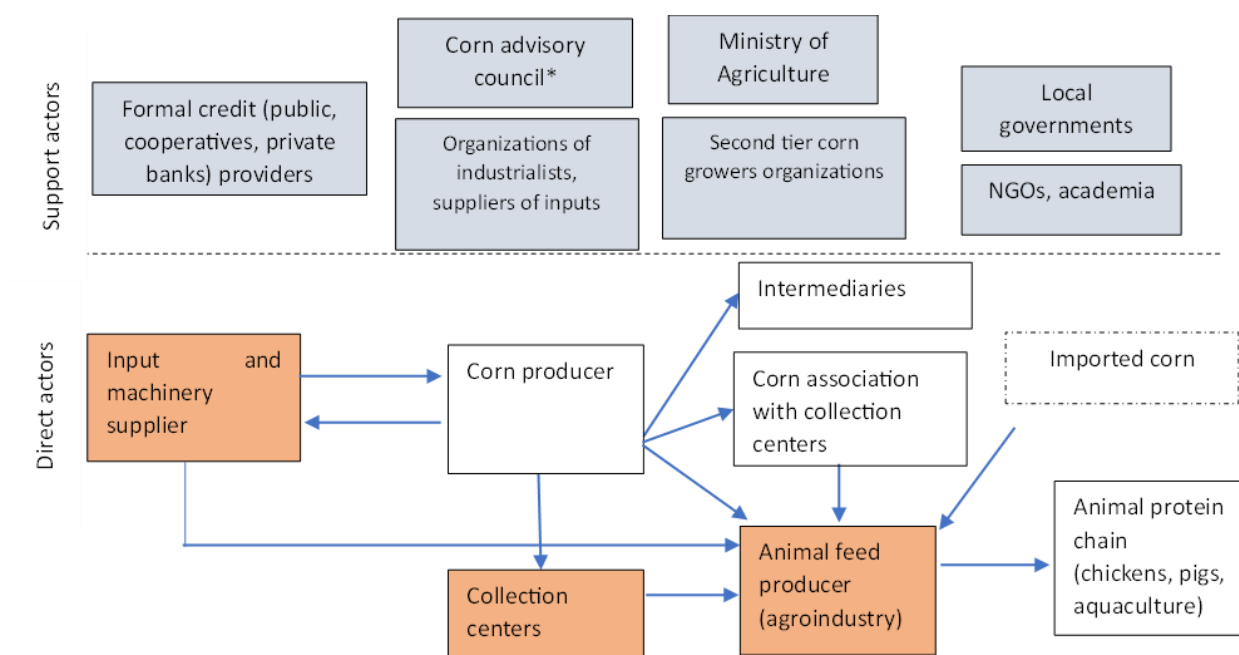 Support actors
Formal credit (public,
cooperatives, private
banks) providers
Corn advisory
council*
Organizations of
industrialists,
suppliers of inputs
Ministry of
Agriculture
Second tier corn
growers organizations
Local
governments
NGOs, academia
Direct actors
Input and
machinery
supplier
Corn producer
Intermediaries
Corn association
with collection
centers
Imported corn
Collection
centers
Animal feed
producer
(agroindustry)
Animal protein
chain
(chickens, pigs,
aquaculture)